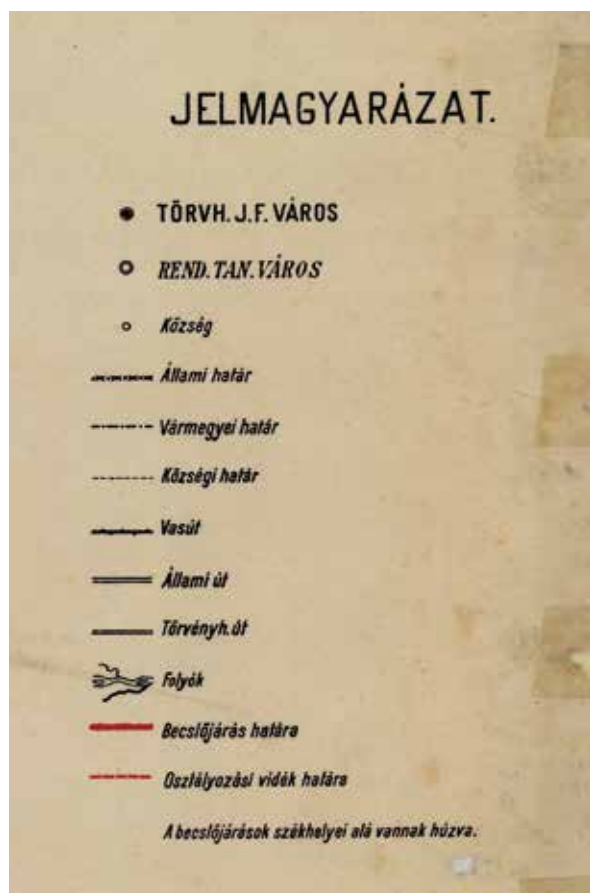 JELMAGYARÁZAT.
TÖRVH. J. F. VÁROS
REND. TAN. VÁROS
Község
Állami határ
Vármegyei határ
Községi határ
Vasút
Állami út
Törvényh. út
Folyók
Becslőjárás határa
Osztályozási vidék határa
A becslőjárások székhelyei alá vannak húzva.